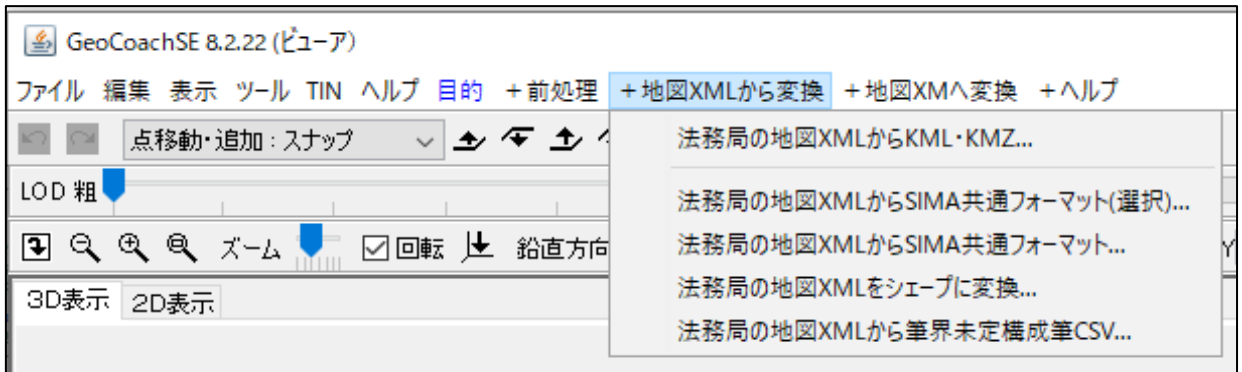 GeoCoachSE 8.2.22 (ビューア)
ファイル 編集 表示 ツール TIN ヘルプ 目的 +前処理 +地図XMLから変換 +地図XMへ変換 +ヘルプ
点移動・追加:スナップ
法務局の地図XMLからKML・KMZ...
LOD 粗
法務局の地図XMLからSIMA共通フォーマット(選択)...
ズーム 回転 鉛直方向
法務局の地図XMLからSIMA共通フォーマット...
法務局の地図XMLをシェープに変換...
3D表示 2D表示
法務局の地図XMLから筆界未定構成筆CSV...